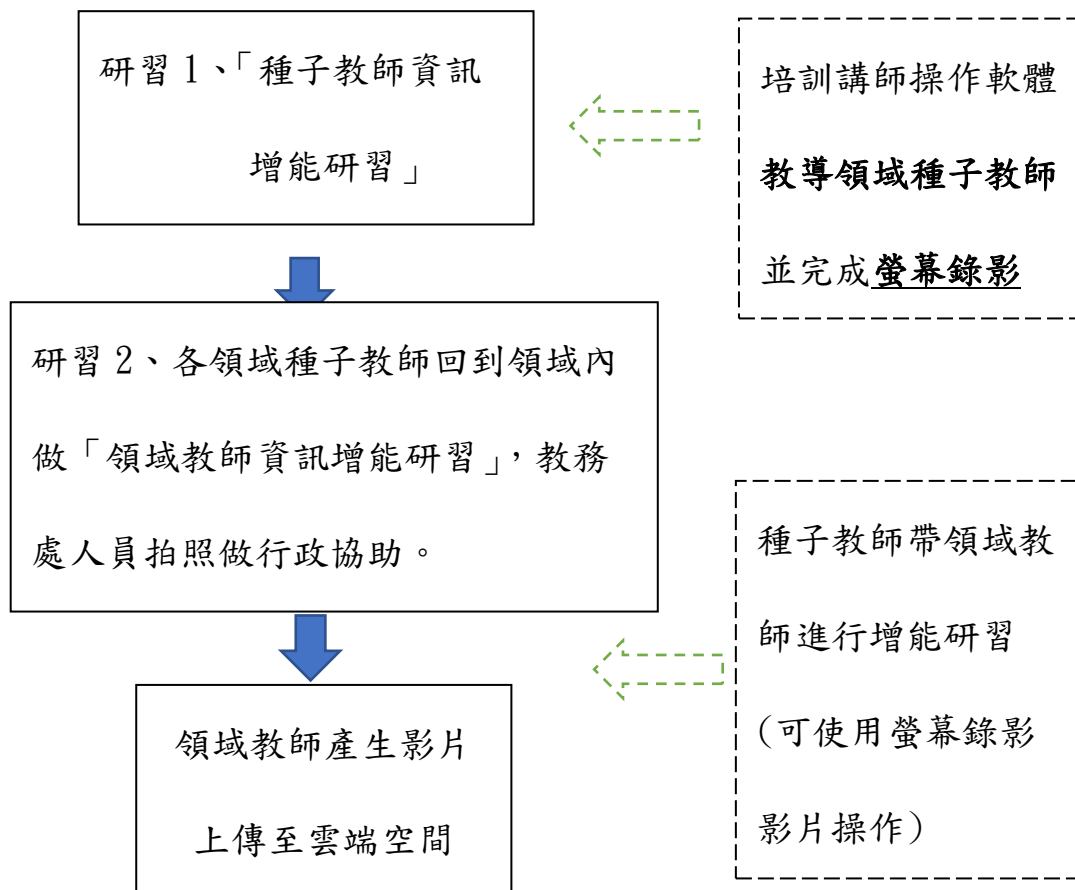 研習 1、「種子教師資訊
增能研習」
培訓講師操作軟體
教導領域種子教師
並完成螢幕錄影
研習 2、各領域種子教師回到領域內
做「領域教師資訊增能研習」，教務
處人員拍照做行政協助。
種子教師帶領域教
師進行增能研習
(可使用螢幕錄影
影片操作)
領域教師產生影片
上傳至雲端空間